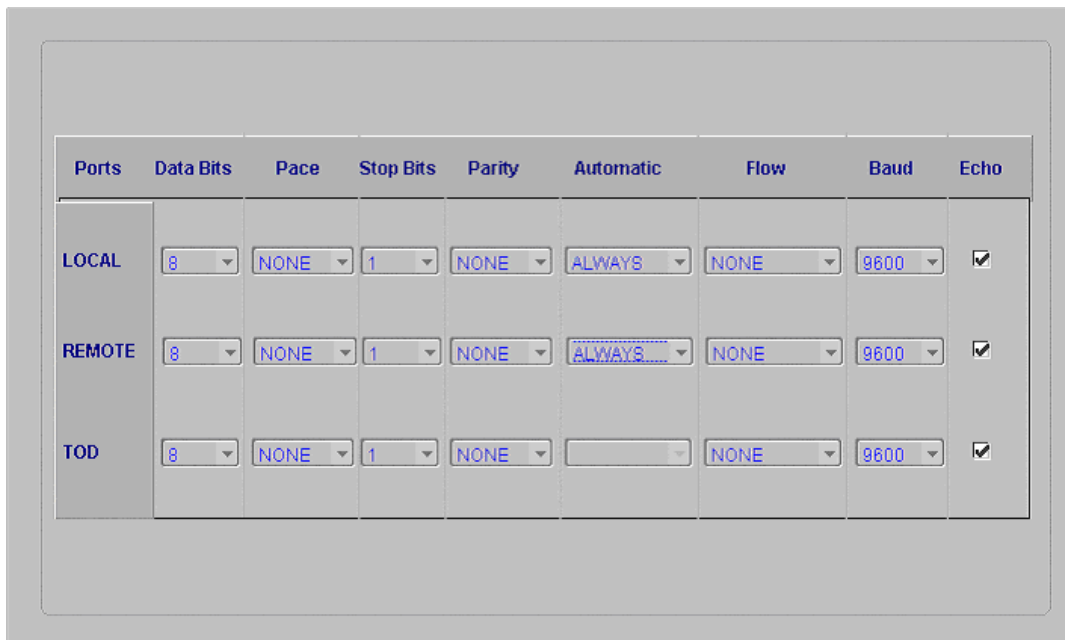 Ports Data Bits Pace Stop Bits Parity Automatic Flow Baud Echo
LOCAL 8 NONE 1 NONE ALWAYS NONE 9600
REMOTE 8 NONE 1 NONE ALWAYS NONE 9600
TOD 8 NONE 1 NONE NONE 9600